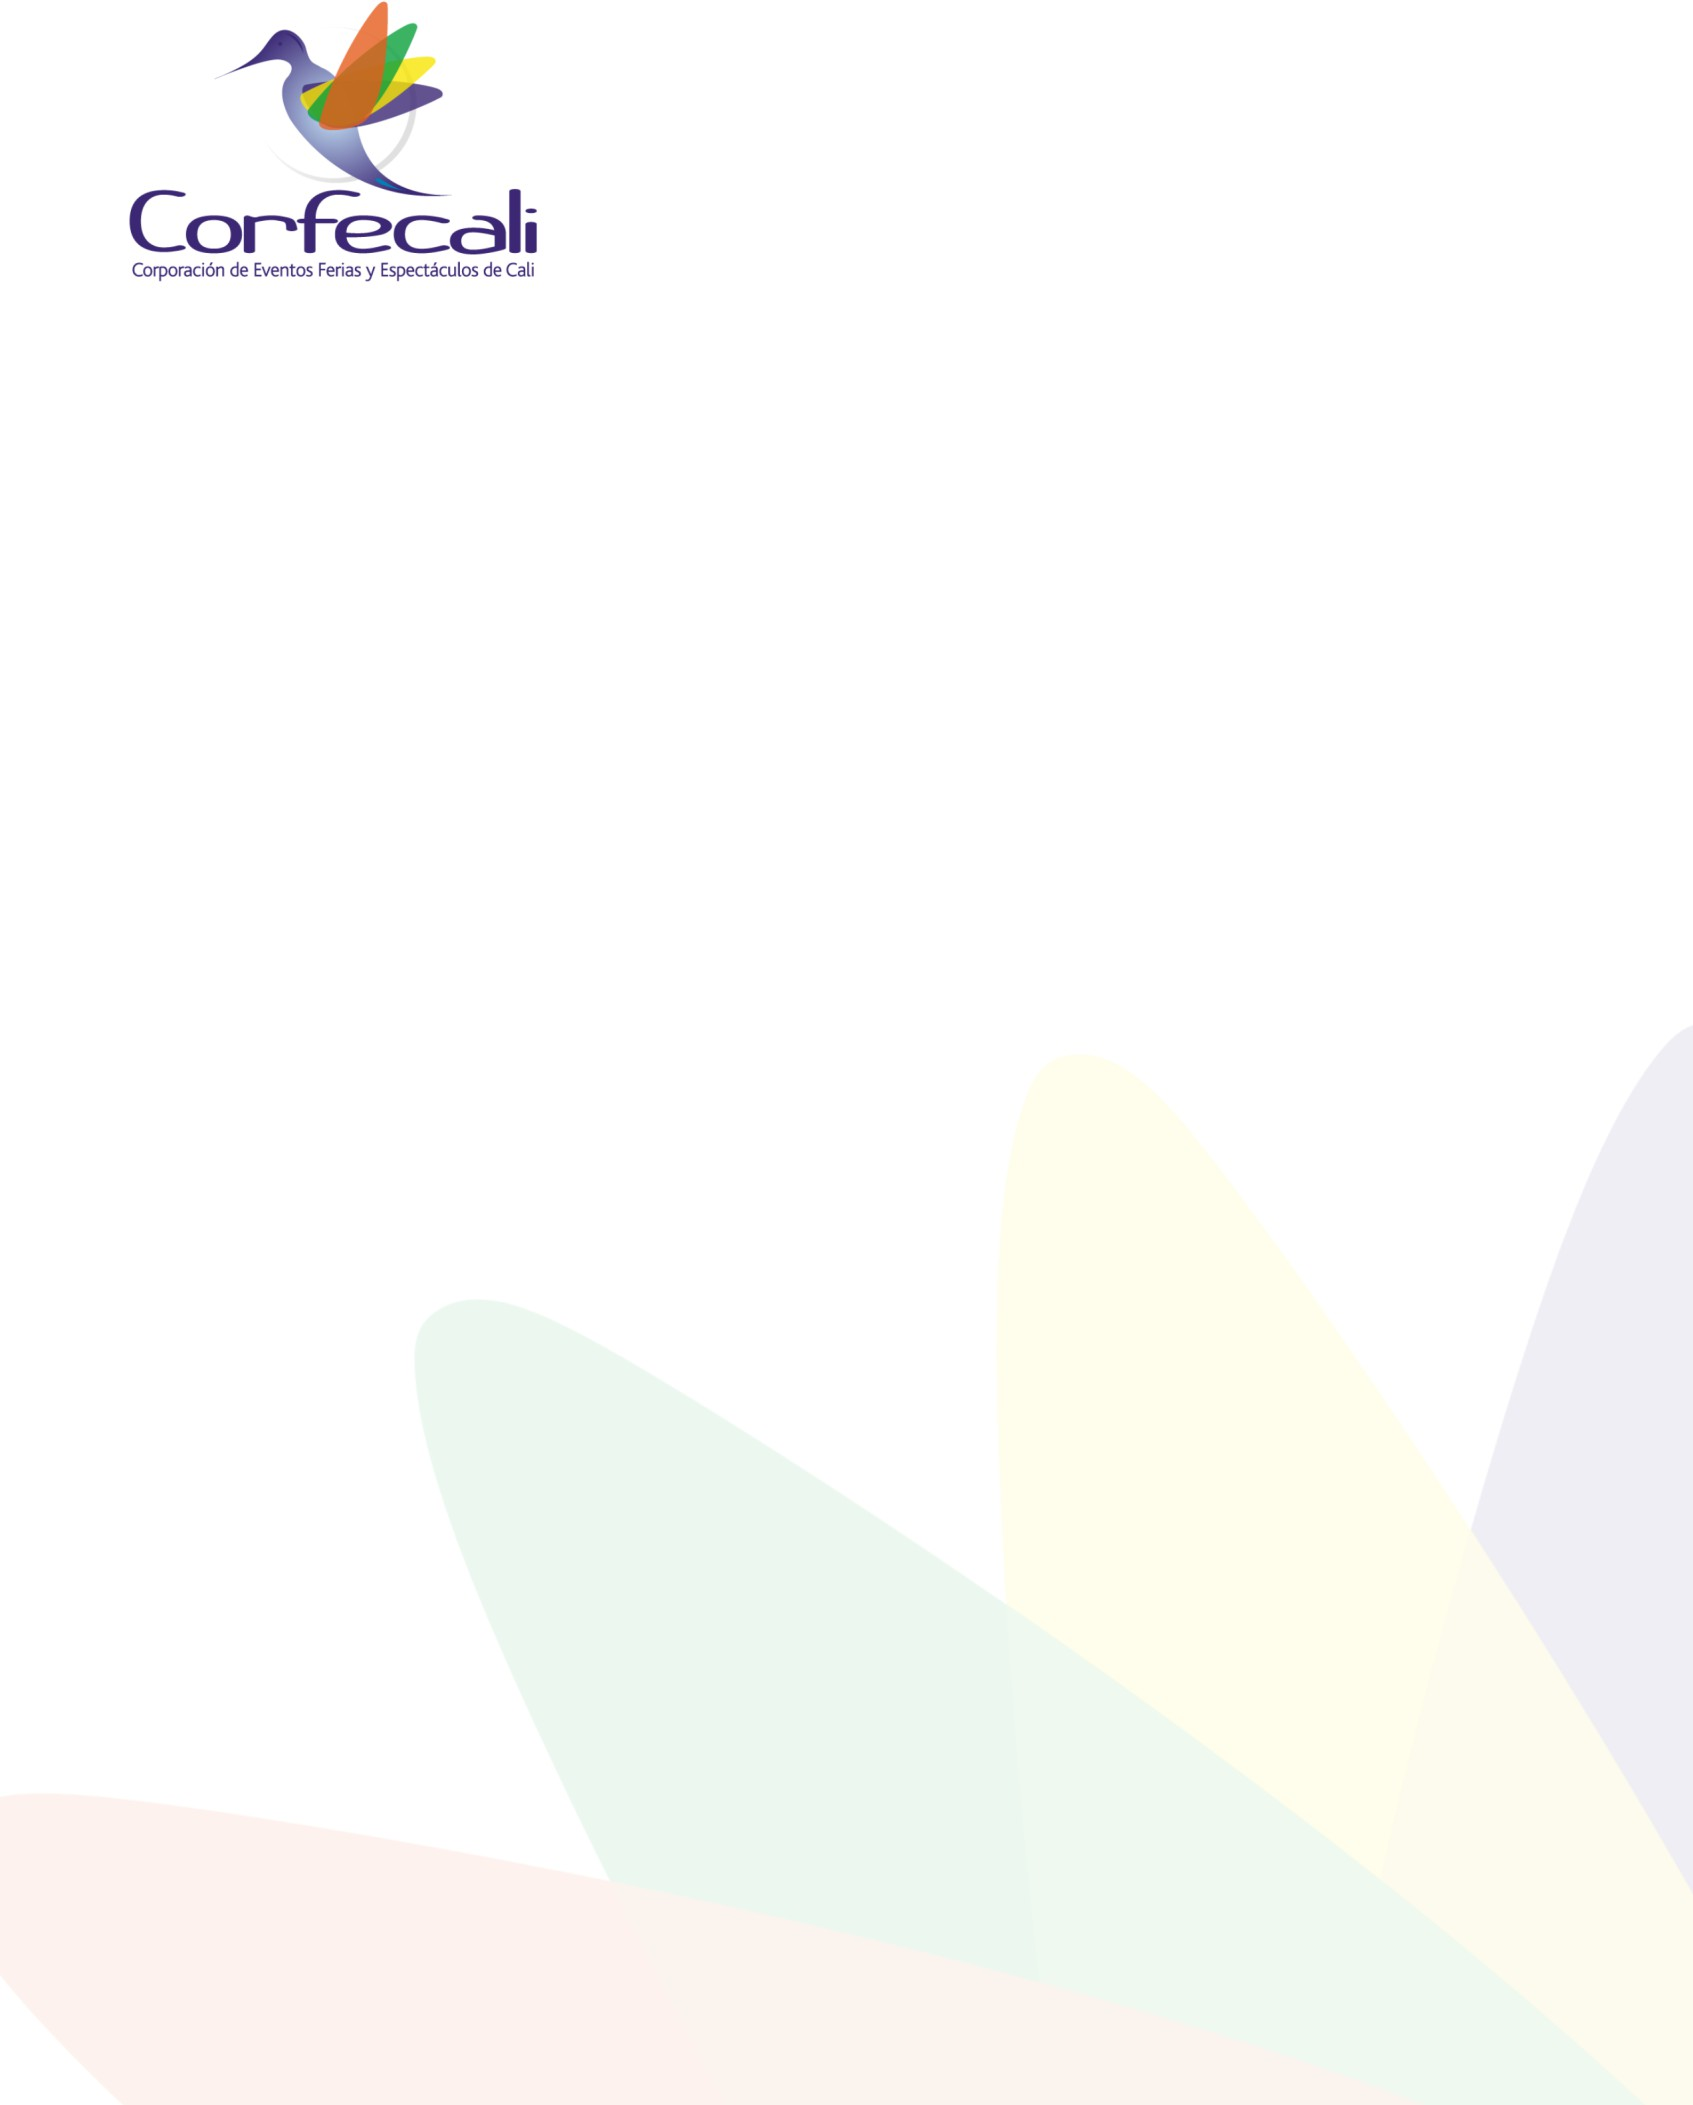 Corfecali
Corporación de Eventos Ferias y Espectáculos de Cali